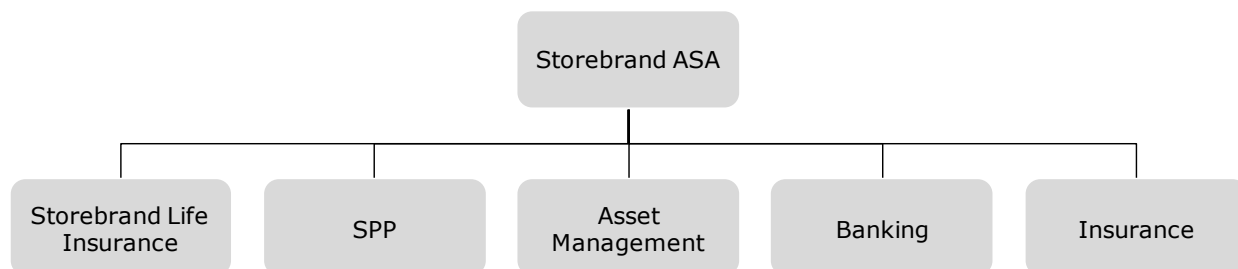 Storebrand ASA
Storebrand Life
Insurance
SPP
Asset
Management
Banking
Insurance